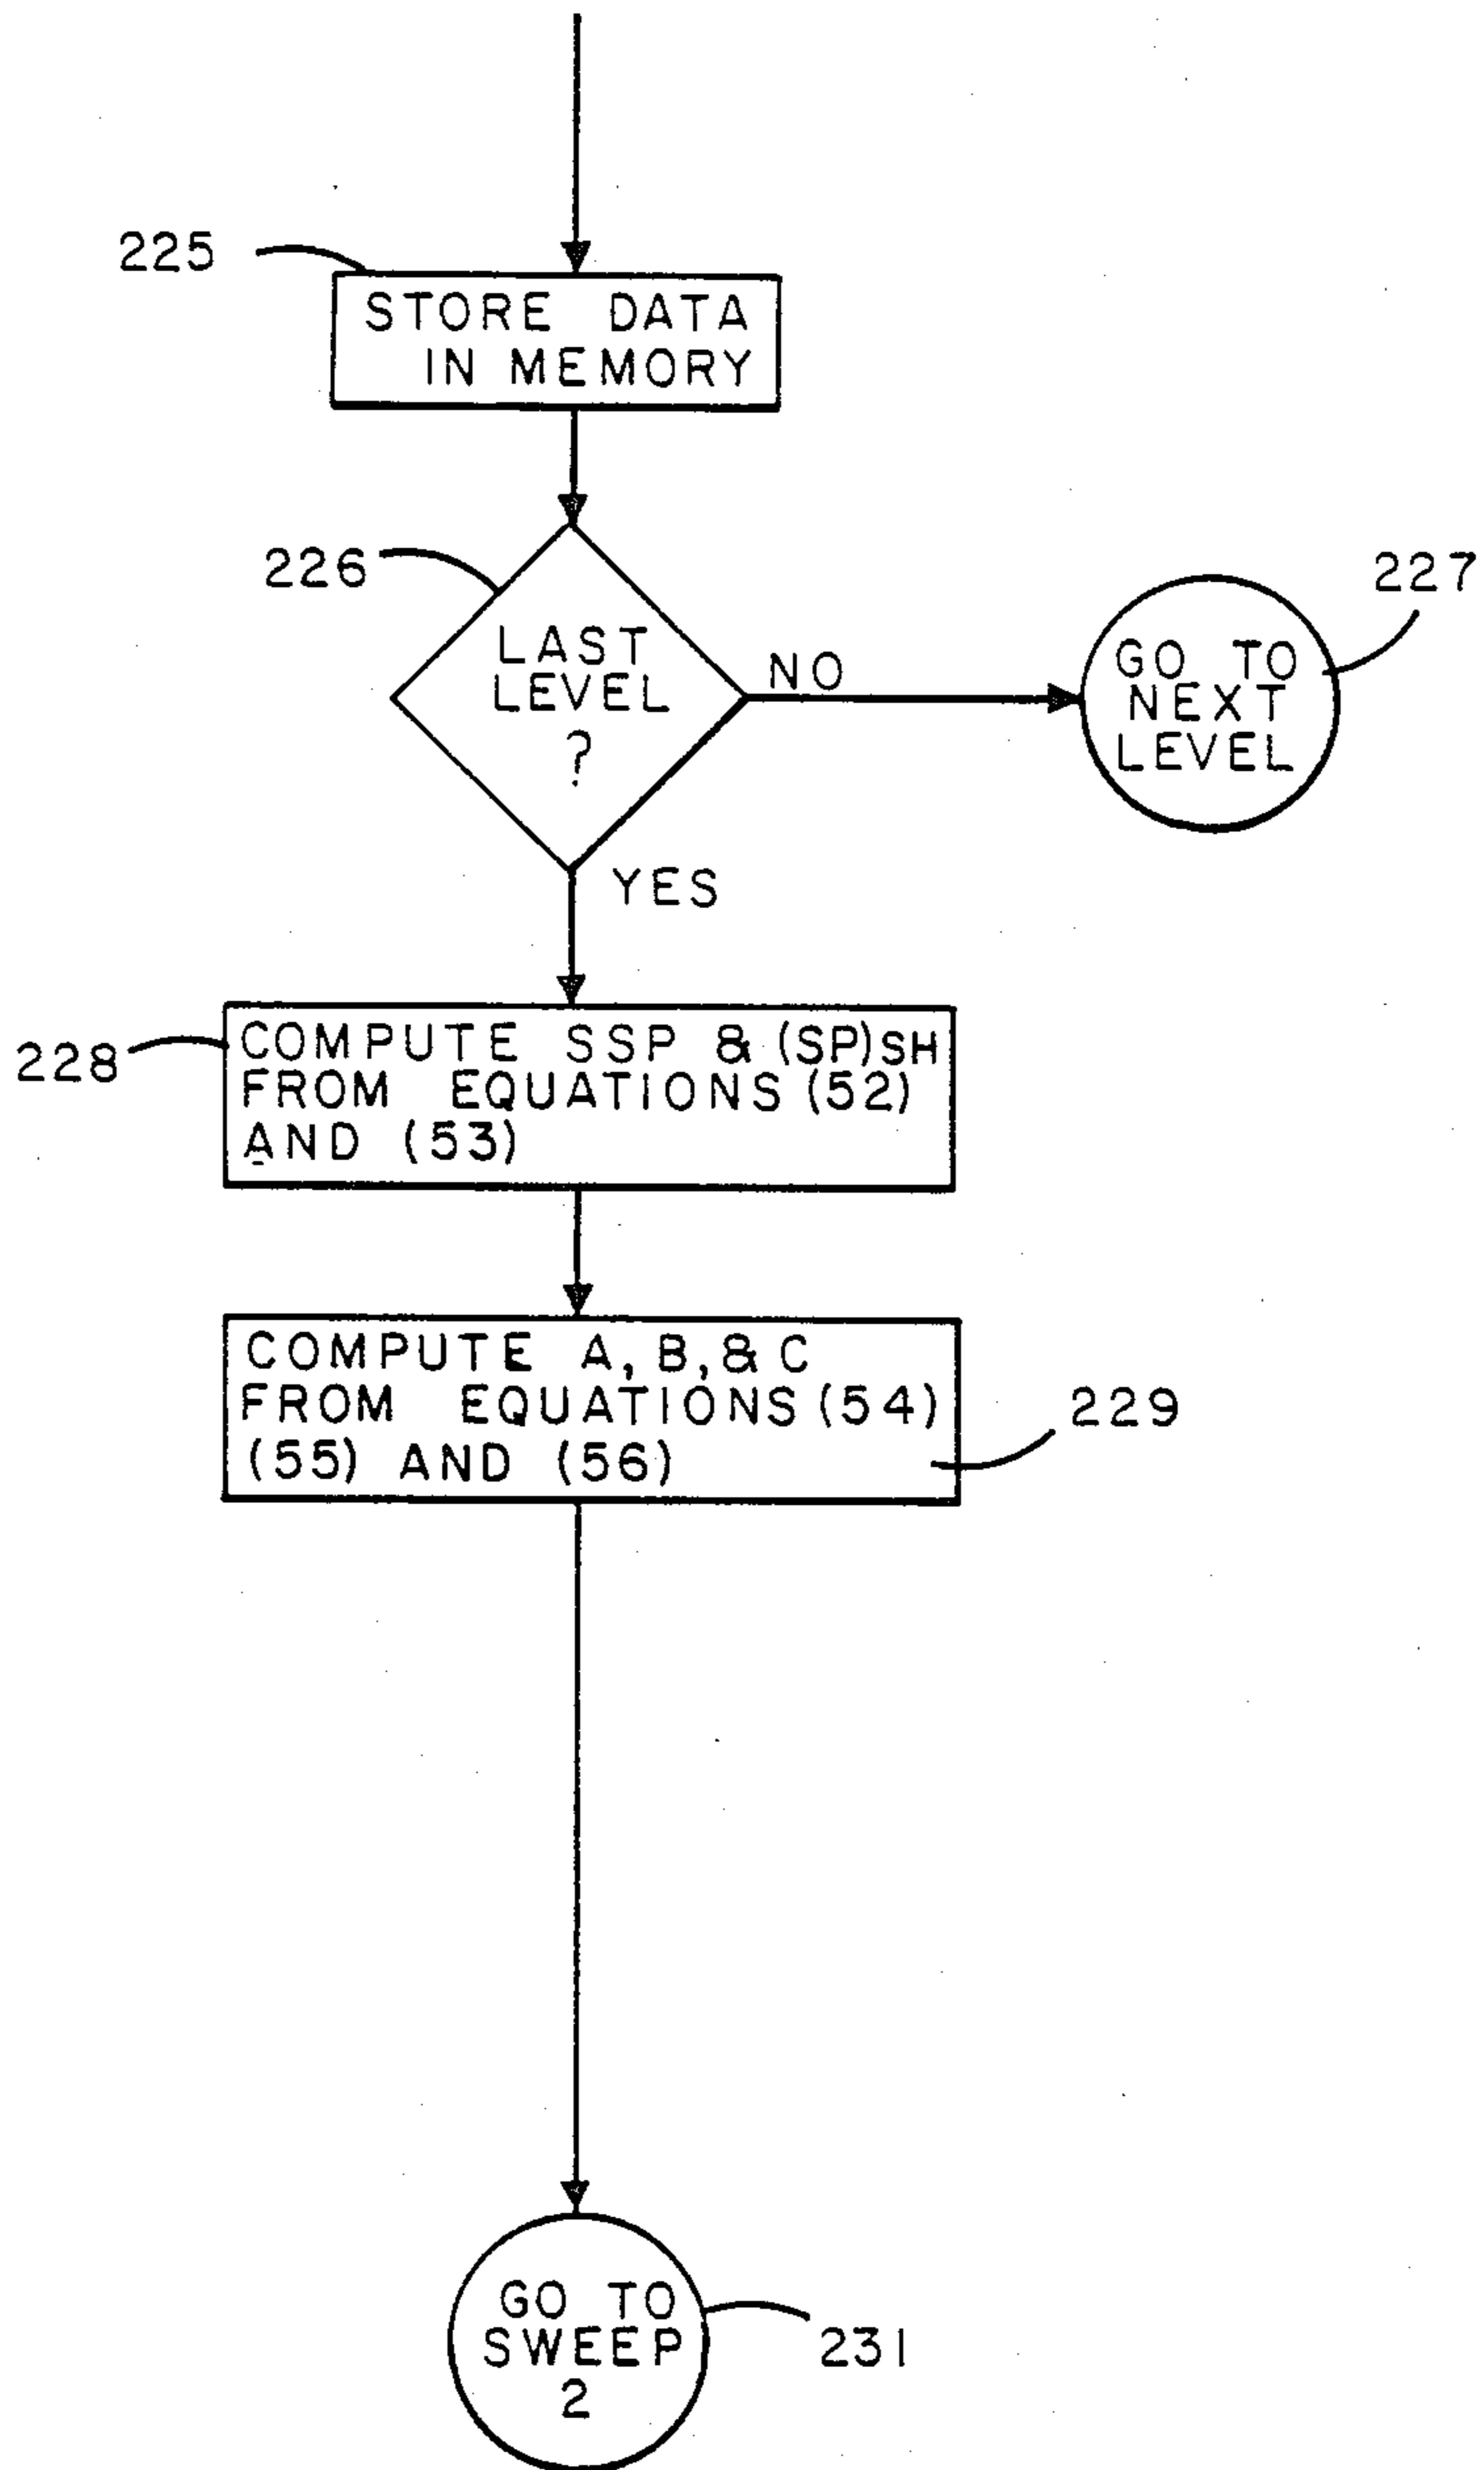 225
STORE DATA
IN MEMORY
226
LAST
LEVEL
?
NO
227
GO TO
NEXT
LEVEL
YES
228
COMPUTE SSP & (SP)SH
FROM EQUATIONS (52)
AND (53)
COMPUTE A, B, & C
FROM EQUATIONS (54)
(55) AND (56)
229
GO TO
SWEEP
2
231